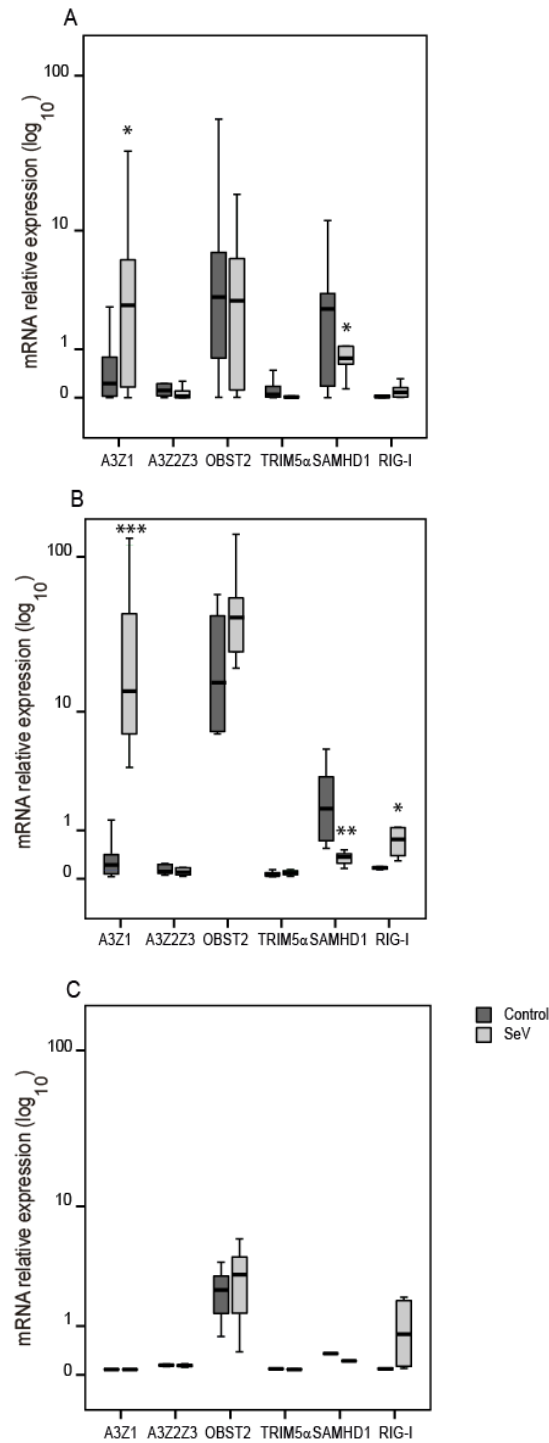 A
mRNA relative expression (log10)
100
10
1
0
*
*
A3Z1 A3Z2Z3 OBST2 TRIM5α SAMHD1 RIG-I
B
mRNA relative expression (log10)
100
10
1
0
***
**
*
A3Z1 A3Z2Z3 OBST2 TRIM5α SAMHD1 RIG-I
C
mRNA relative expression (log10)
100
10
1
0
A3Z1 A3Z2Z3 OBST2 TRIM5α SAMHD1 RIG-I
Control
SeV